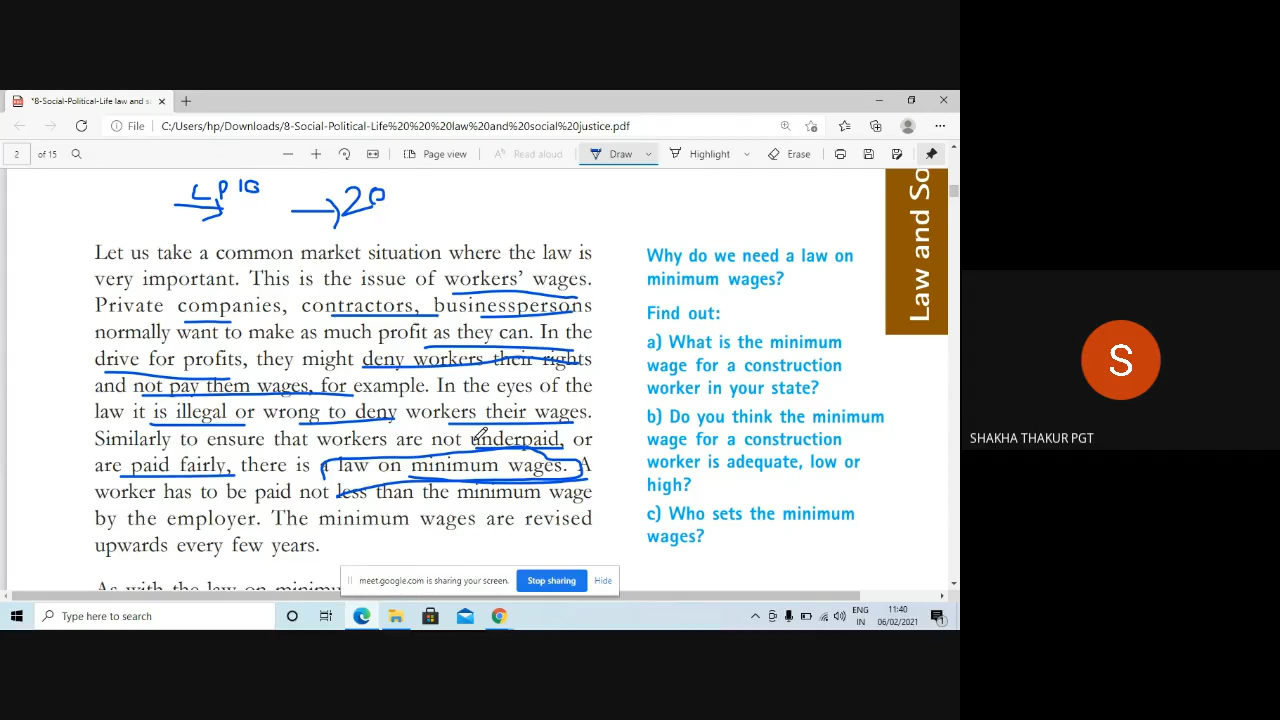 *8-Social-Political-Life law and s
File
C:/Users/hp/Downloads/8-Social-Political-Life%20%20%20law%20and%20social%20justice.pdf
2 of 15
Page view
Read aloud
Draw
Highlight
Erase
20
Let us take a common market situation where the law is
very important. This is the issue of workers' wages.
Private companies, contractors, businesspersons
normally want to make as much profit as they can. In the
drive for profits, they might deny workers their rights
and not pay them wages, for example. In the eyes of the
law it is illegal or wrong to deny workers their wages.
Similarly to ensure that workers are not underpaid, or
are paid fairly, there is a law on minimum wages. A
worker has to be paid not less than the minimum wage
by the employer. The minimum wages are revised
upwards every few years.
As with the law on minimum
Why do we need a law on
minimum wages?
Find out:
a) What is the minimum
wage for a construction
worker in your state?
b) Do you think the minimum
wage for a construction
worker is adequate, low or
high?
c) Who sets the minimum
wages?
Law and So
meet.google.com is sharing your screen.
Stop sharing
Hide
Type here to search
ENG
IN
11:40
06/02/2021
1
S
SHAKHA THAKUR PGT